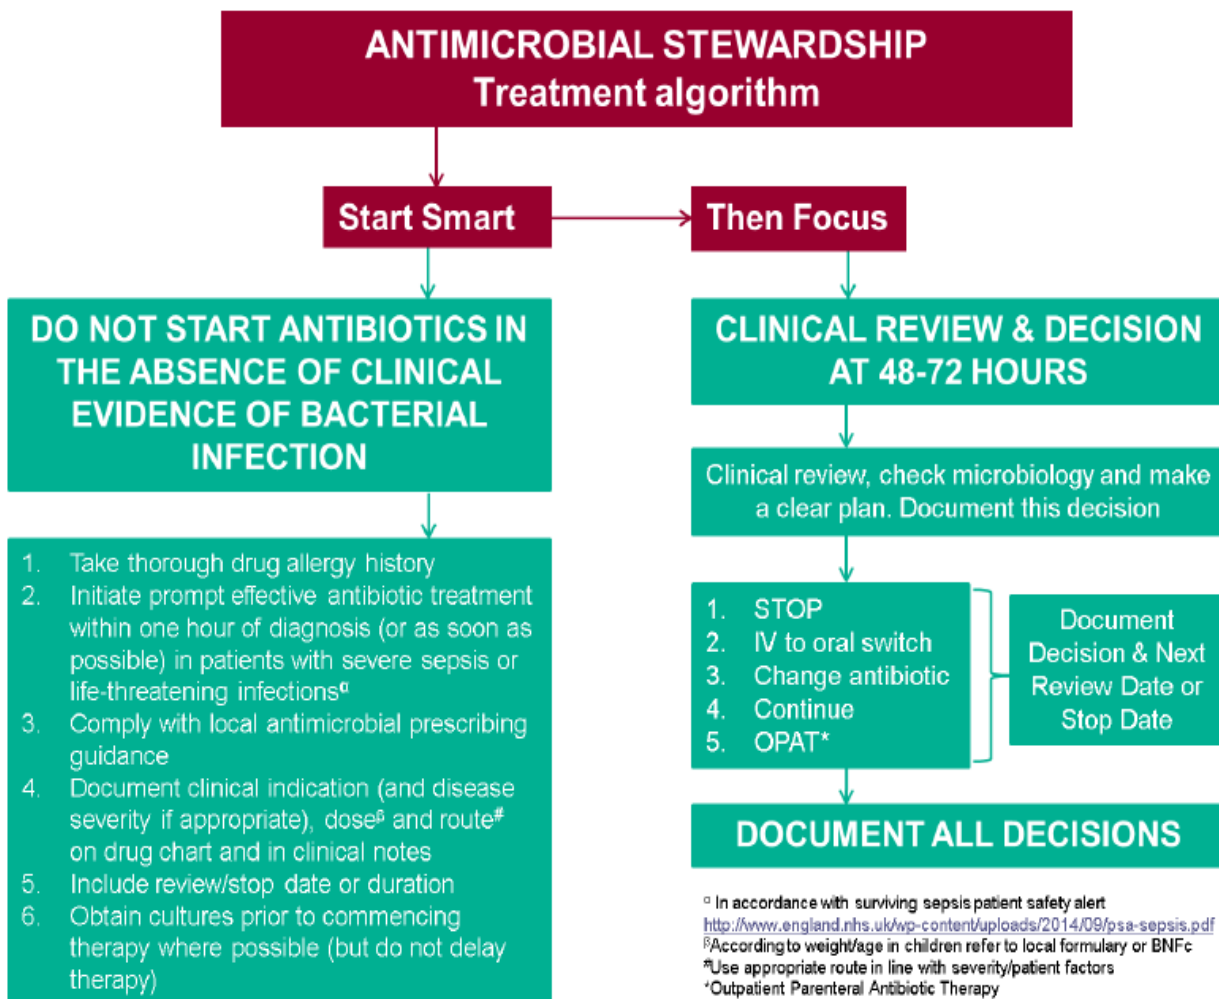 ANTIMICROBIAL STEWARDSHIP
Treatment algorithm
Start Smart
Then Focus
DO NOT START ANTIBIOTICS IN
THE ABSENCE OF CLINICAL
EVIDENCE OF BACTERIAL
INFECTION
1. Take thorough drug allergy history
2. Initiate prompt effective antibiotic treatment
within one hour of diagnosis (or as soon as
possible) in patients with severe sepsis or
life-threatening infections¤
3. Comply with local antimicrobial prescribing
guidance
4. Document clinical indication (and disease
severity if appropriate), doseᵝ and route#
on drug chart and in clinical notes
5. Include review/stop date or duration
6. Obtain cultures prior to commencing
therapy where possible (but do not delay
therapy)
CLINICAL REVIEW & DECISION
AT 48-72 HOURS
Clinical review, check microbiology and make
a clear plan. Document this decision
1. STOP
2. IV to oral switch
3. Change antibiotic
4. Continue
5. OPAT*
Document
Decision & Next
Review Date or
Stop Date
DOCUMENT ALL DECISIONS
¤ In accordance with surviving sepsis patient safety alert
http://www.england.nhs.uk/wp-content/uploads/2014/09/psa-sepsis.pdf
ᵝAccording to weight/age in children refer to local formulary or BNFc
#Use appropriate route in line with severity/patient factors
*Outpatient Parenteral Antibiotic Therapy